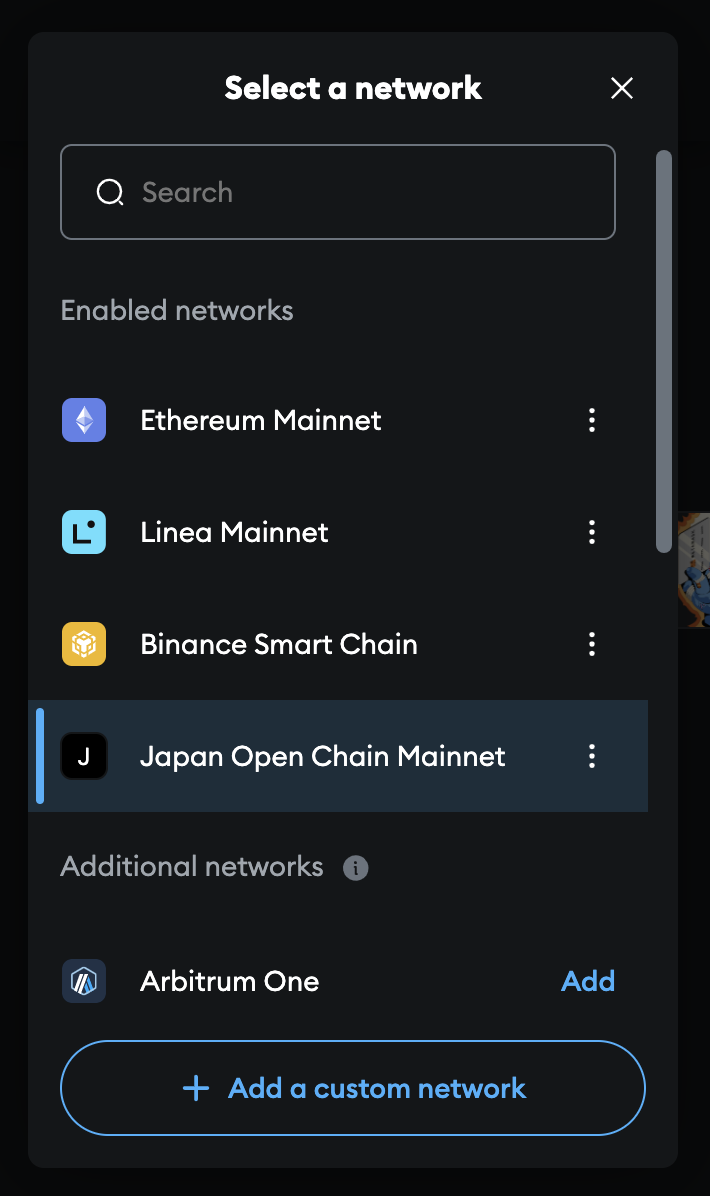 Select a network
Search
Enabled networks
Ethereum Mainnet
Linea Mainnet
Binance Smart Chain
J Japan Open Chain Mainnet
Additional networks
Arbitrum One Add
+ Add a custom network